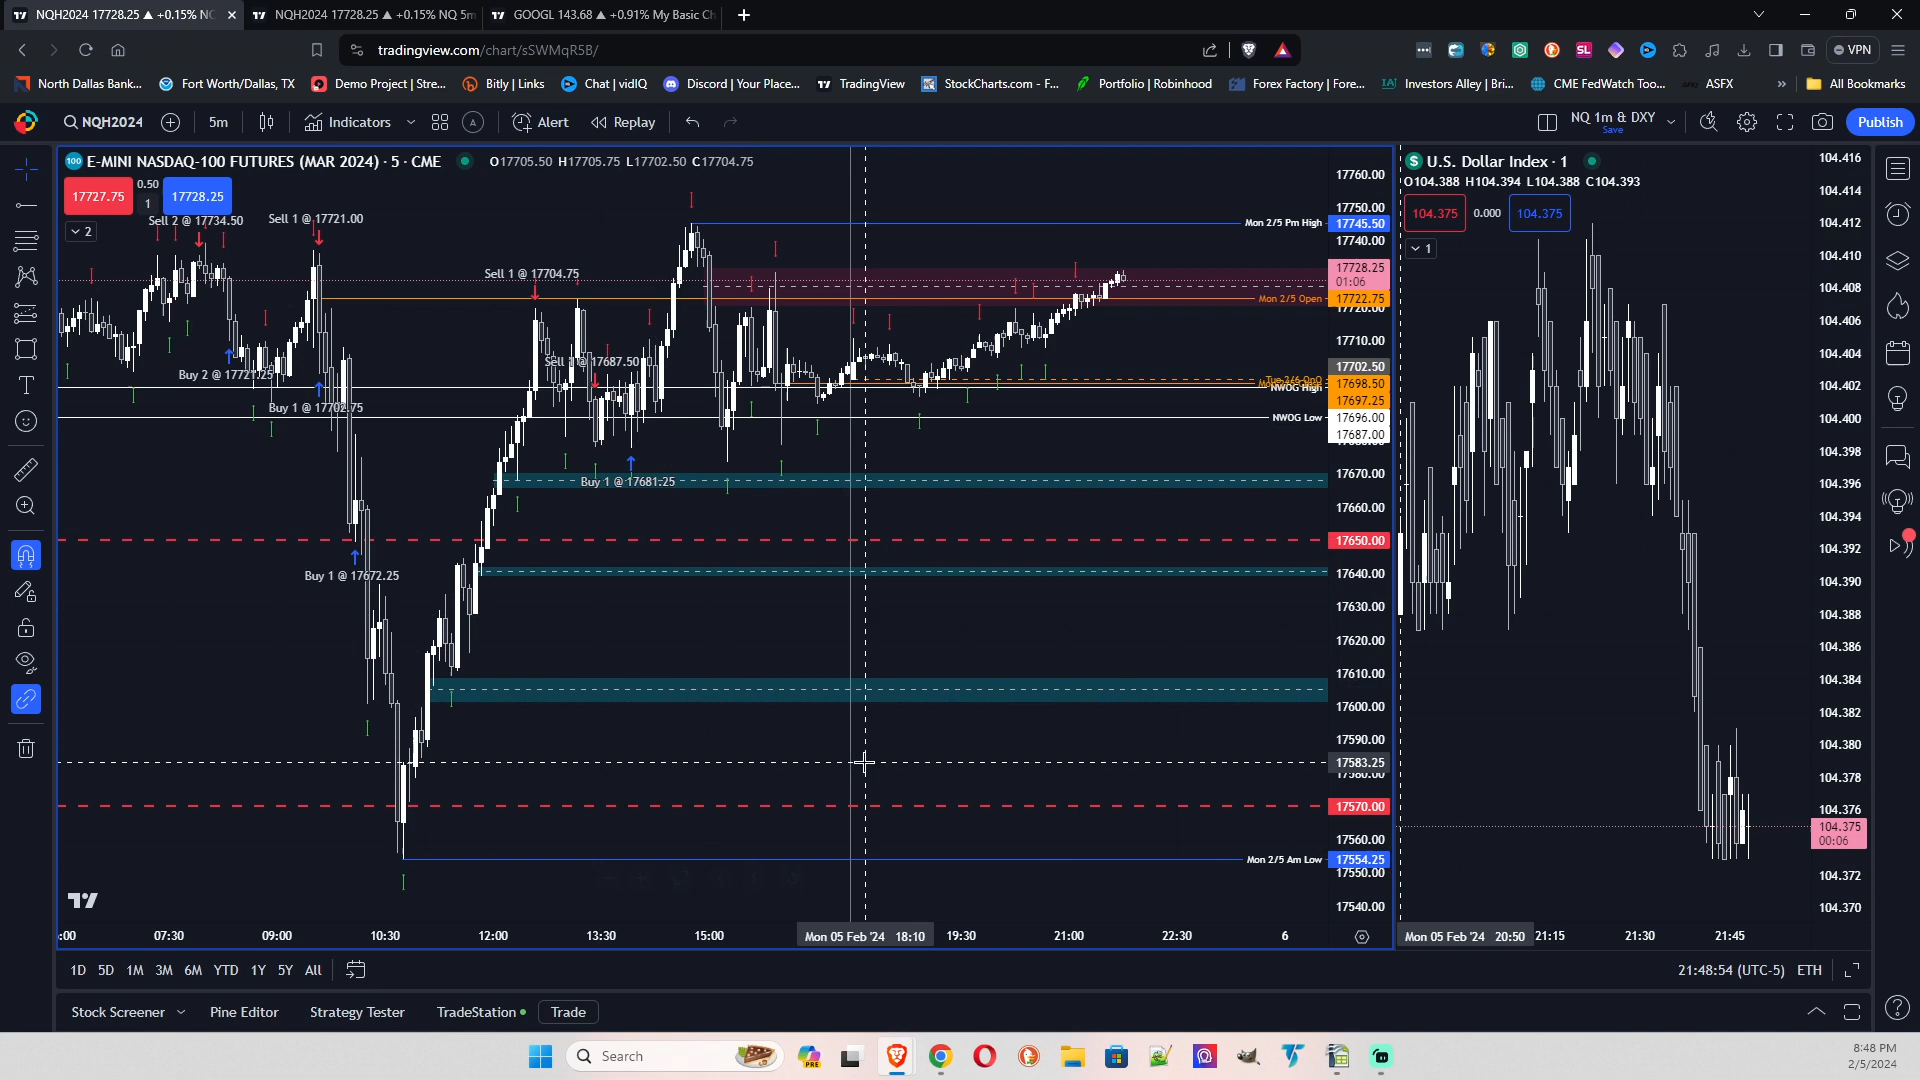 NQH2024 17728.25 ▲ +0.15% NC
NQH2024 17728.25 ▲ +0.15% NQ 5m
GOOGL 143.68 ▲ +0.91% My Basic Ch
tradingview.com/chart/sSWMqR5B/
VPN
North Dallas Bank...
Fort Worth/Dallas, TX
Demo Project | Stre...
Bitly | Links
Chat | vidIQ
Discord | Your Place...
TradingView
StockCharts.com - F...
Portfolio | Robinhood
Forex Factory | Fore...
Investors Alley | Bri...
CME FedWatch Too...
ASFX
All Bookmarks
NQH2024
5m
Indicators
Alert
Replay
NQ 1m & DXY
Save
Publish
E-MINI NASDAQ-100 FUTURES (MAR 2024) · 5 · CME
O17705.50 H17705.75 L17702.50 C17704.75
17727.75
0.50
1
17728.25
2
Sell 2 @ 17734.50
Sell 1 @ 17721.00
Sell 1 @ 17704.75
Sell 1 @ 17687.50
Buy 2 @ 17721.25
Buy 1 @ 17702.75
Buy 1 @ 17681.25
Buy 1 @ 17672.25
Mon 2/5 Pm High
Mon 2/5 Open
NWOG High
NWOG Low
Mon 2/5 Am Low
17760.00
17750.00
17745.50
17740.00
17728.25
01:06
17722.75
17720.00
17710.00
17702.50
17698.50
17697.25
17696.00
17687.00
17670.00
17660.00
17650.00
17640.00
17630.00
17620.00
17610.00
17600.00
17590.00
17583.25
17580.00
17570.00
17560.00
17554.25
17550.00
17540.00
:00
07:30
09:00
10:30
12:00
13:30
15:00
Mon 05 Feb '24 18:10
19:30
21:00
22:30
6
U.S. Dollar Index · 1
O104.388 H104.394 L104.388 C104.393
104.375
0.000
104.375
1
104.416
104.414
104.412
104.410
104.408
104.406
104.404
104.402
104.400
104.398
104.396
104.394
104.392
104.390
104.388
104.386
104.384
104.382
104.380
104.378
104.376
104.375
00:06
104.372
104.370
Mon 05 Feb '24 20:50
21:15
21:30
21:45
1D 5D 1M 3M 6M YTD 1Y 5Y All
21:48:54 (UTC-5)
ETH
Stock Screener
Pine Editor
Strategy Tester
TradeStation
Trade
Search
PRE
8:48 PM
2/5/2024